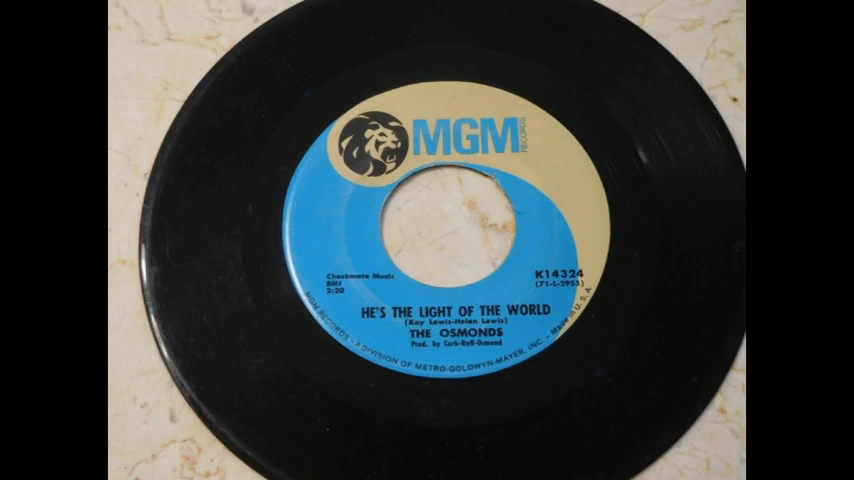 MGM
RECORDS
Checkmate Music
BMI
2:20
K14324
(71-L-2955)
HE'S THE LIGHT OF THE WORLD
(Kay Lewis-Helen Lewis)
THE OSMONDS
Prod. by Curb-Ruff-Osmond
MGM RECORDS - A DIVISION OF METRO-GOLDWYN-MAYER, INC. - Made in U.S.A.